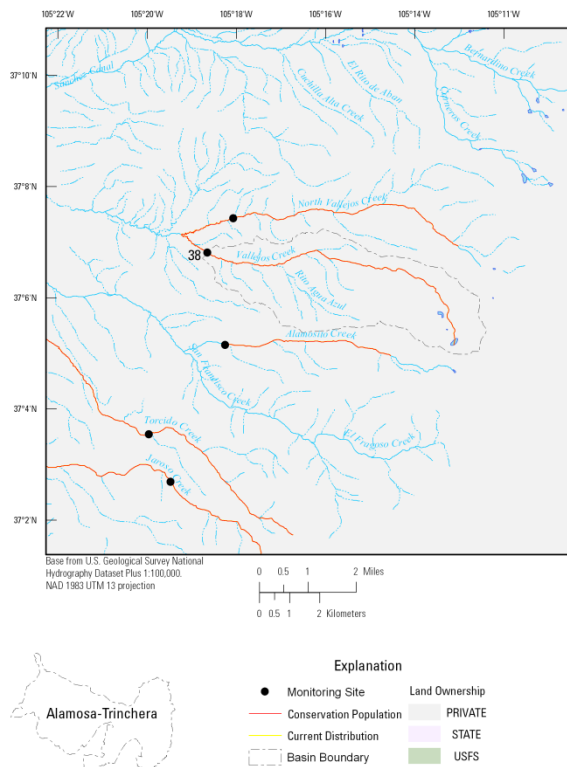 105°22'W 105°20'W 105°18'W 105°16'W 105°14'W 105°11'W
37°10'N
37°8'N
37°6'N
37°4'N
37°2'N
Sanchez Canal
Cuchilla Alta Creek
El Rito de Aban
Bernardino Creek
Carneros Creek
North Vallejos Creek
38
Vallejos Creek
Rito Agua Azul
Alamosito Creek
San Francisco Creek
El Fragoso Creek
Torcido Creek
Jaroso Creek
Base from U.S. Geological Survey National
Hydrography Dataset Plus 1:100,000.
NAD 1983 UTM 13 projection
0 0.5 1 2 Miles
0 0.5 1 2 Kilometers
Alamosa-Trinchera
Explanation
Monitoring Site
Conservation Population
Current Distribution
Basin Boundary
Land Ownership
PRIVATE
STATE
USFS